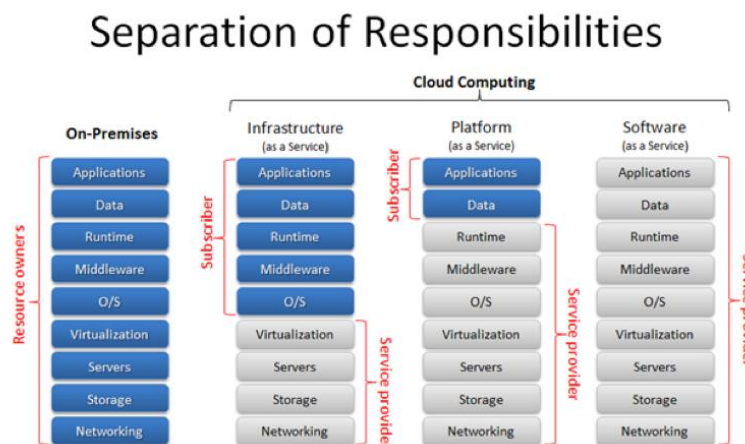 Separation of Responsibilities
Cloud Computing
On-Premises
Infrastructure
(as a Service)
Platform
(as a Service)
Software
(as a Service)
Resource owners
Applications
Data
Runtime
Middleware
O/S
Virtualization
Servers
Storage
Networking
Subscriber
Applications
Data
Runtime
Middleware
O/S
Virtualization
Servers
Storage
Networking
Service provide
Subscriber
Applications
Data
Runtime
Middleware
O/S
Virtualization
Servers
Storage
Networking
Service provider
Applications
Data
Runtime
Middleware
O/S
Virtualization
Servers
Storage
Networking